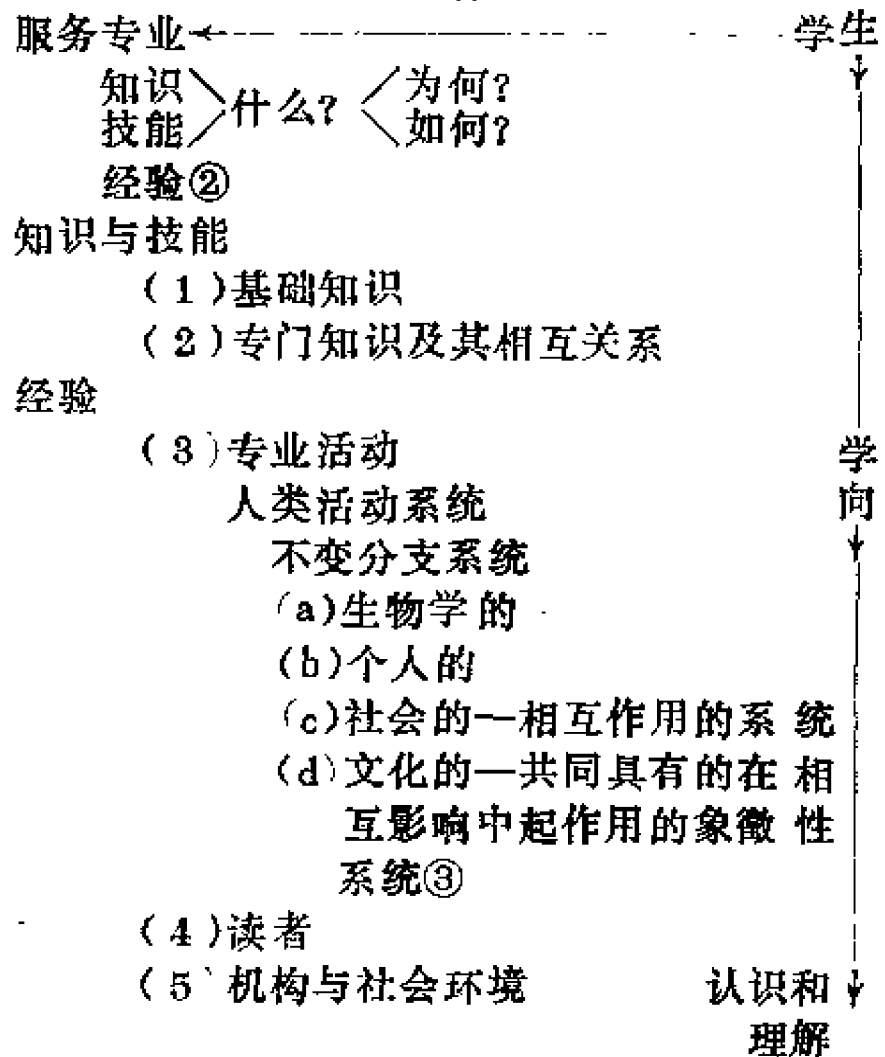 服务专业 学生
知识 什么? 为何?
技能 如何?
经验②
知识与技能
(1)基础知识
(2)专门知识及其相互关系
经验
(3)专业活动 学
人类活动系统 向
不变分支系统
(a)生物学的
(b)个人的
(c)社会的—相互作用的系统
(d)文化的—共同具有的在相
互影响中起作用的象徵性
系统③
(4)读者
(5)机构与社会环境 认识和
理解